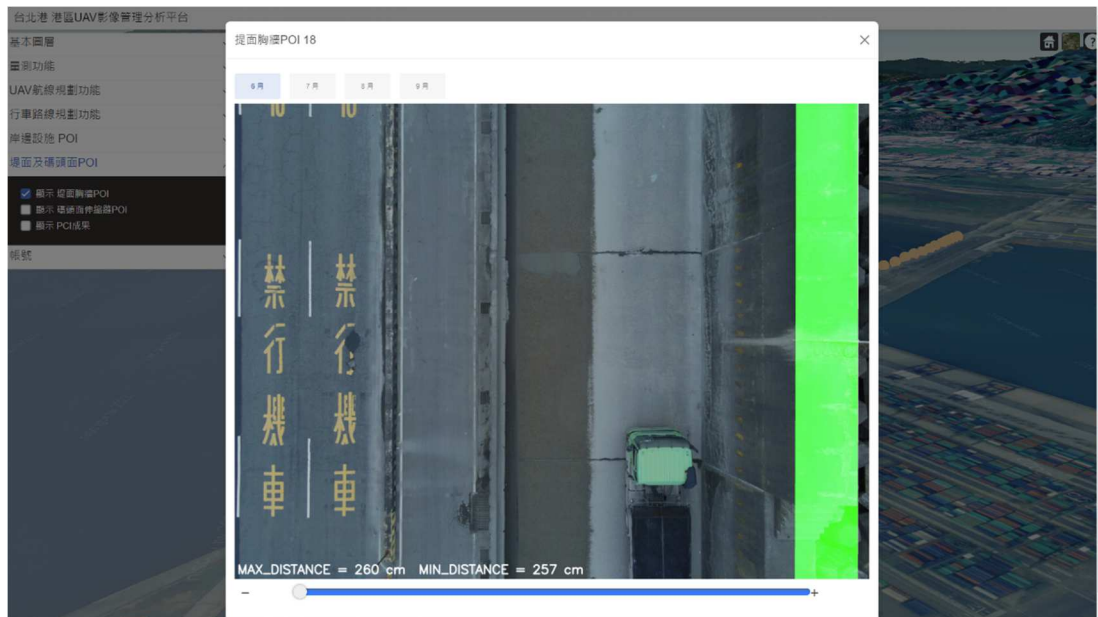 台北港 港區UAV影像管理分析平台
基本圖層
量測功能
UAV航線規劃功能
行車路線規劃功能
岸邊設施 POI
堤面及碼頭面POI
顯示 堤面胸牆POI
顯示 碼頭面伸縮縫POI
顯示 PCI成果
帳號
堤面胸牆POI 18
6月
7月
8月
9月
禁行機車
禁行機車
MAX_DISTANCE = 260 cm MIN_DISTANCE = 257 cm
−
+